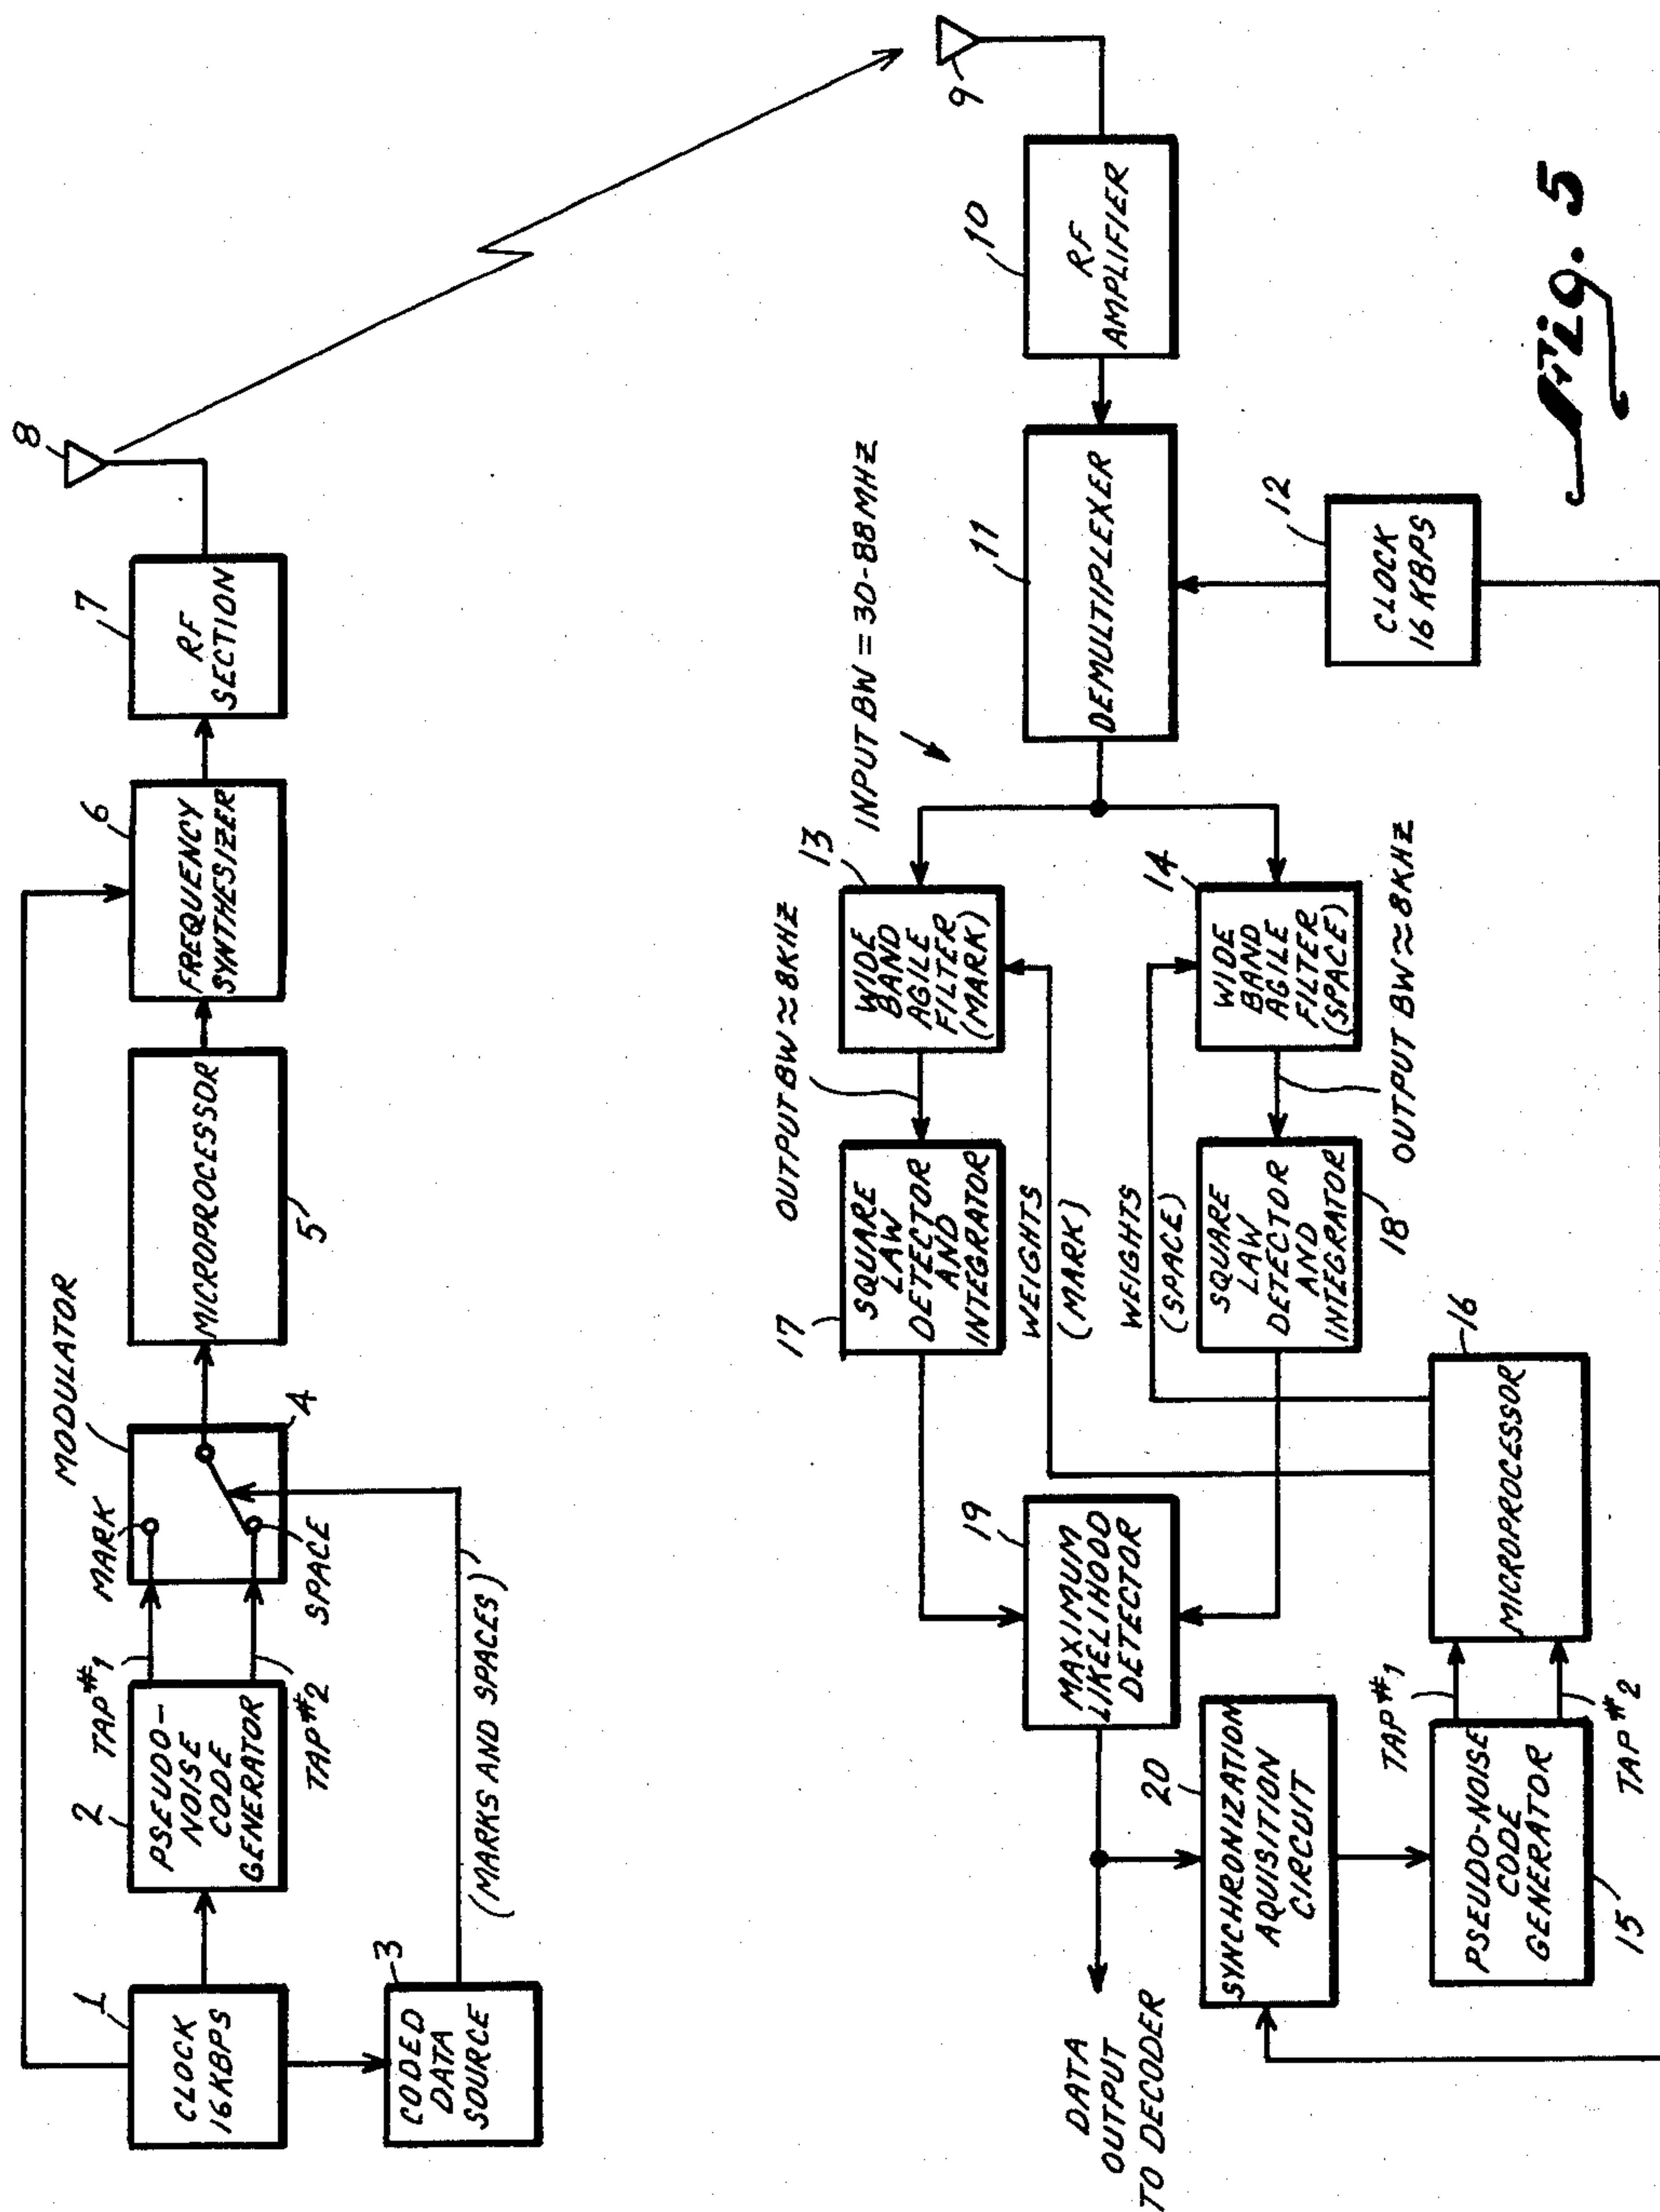 8
1
CLOCK
16 KBPS
2
PSEUDO-
NOISE
CODE
GENERATOR
TAP #1
TAP #2
3
CODED
DATA
SOURCE
(MARKS AND SPACES)
MARK
SPACE
MODULATOR
4
MICROPROCESSOR
5
6
FREQUENCY
SYNTHESIZER
7
RF
SECTION
9
10
RF
AMPLIFIER
11
DEMULTIPLEXER
12
CLOCK
16 KBPS
INPUT BW = 30-88 MHZ
13
WIDE
BAND
AGILE
FILTER
(MARK)
14
WIDE
BAND
AGILE
FILTER
(SPACE)
OUTPUT BW ≈ 8KHZ
OUTPUT BW ≈ 8KHZ
17
SQUARE
LAW
DETECTOR
AND
INTEGRATOR
18
SQUARE
LAW
DETECTOR
AND
INTEGRATOR
WEIGHTS
(MARK)
WEIGHTS
(SPACE)
16
MICROPROCESSOR
19
MAXIMUM
LIKELIHOOD
DETECTOR
20
SYNCHRONIZATION
AQUISITION
CIRCUIT
TAP #1
TAP #2
15
PSEUDO-NOISE
CODE
GENERATOR
DATA
OUTPUT
TO DECODER
Fig. 5